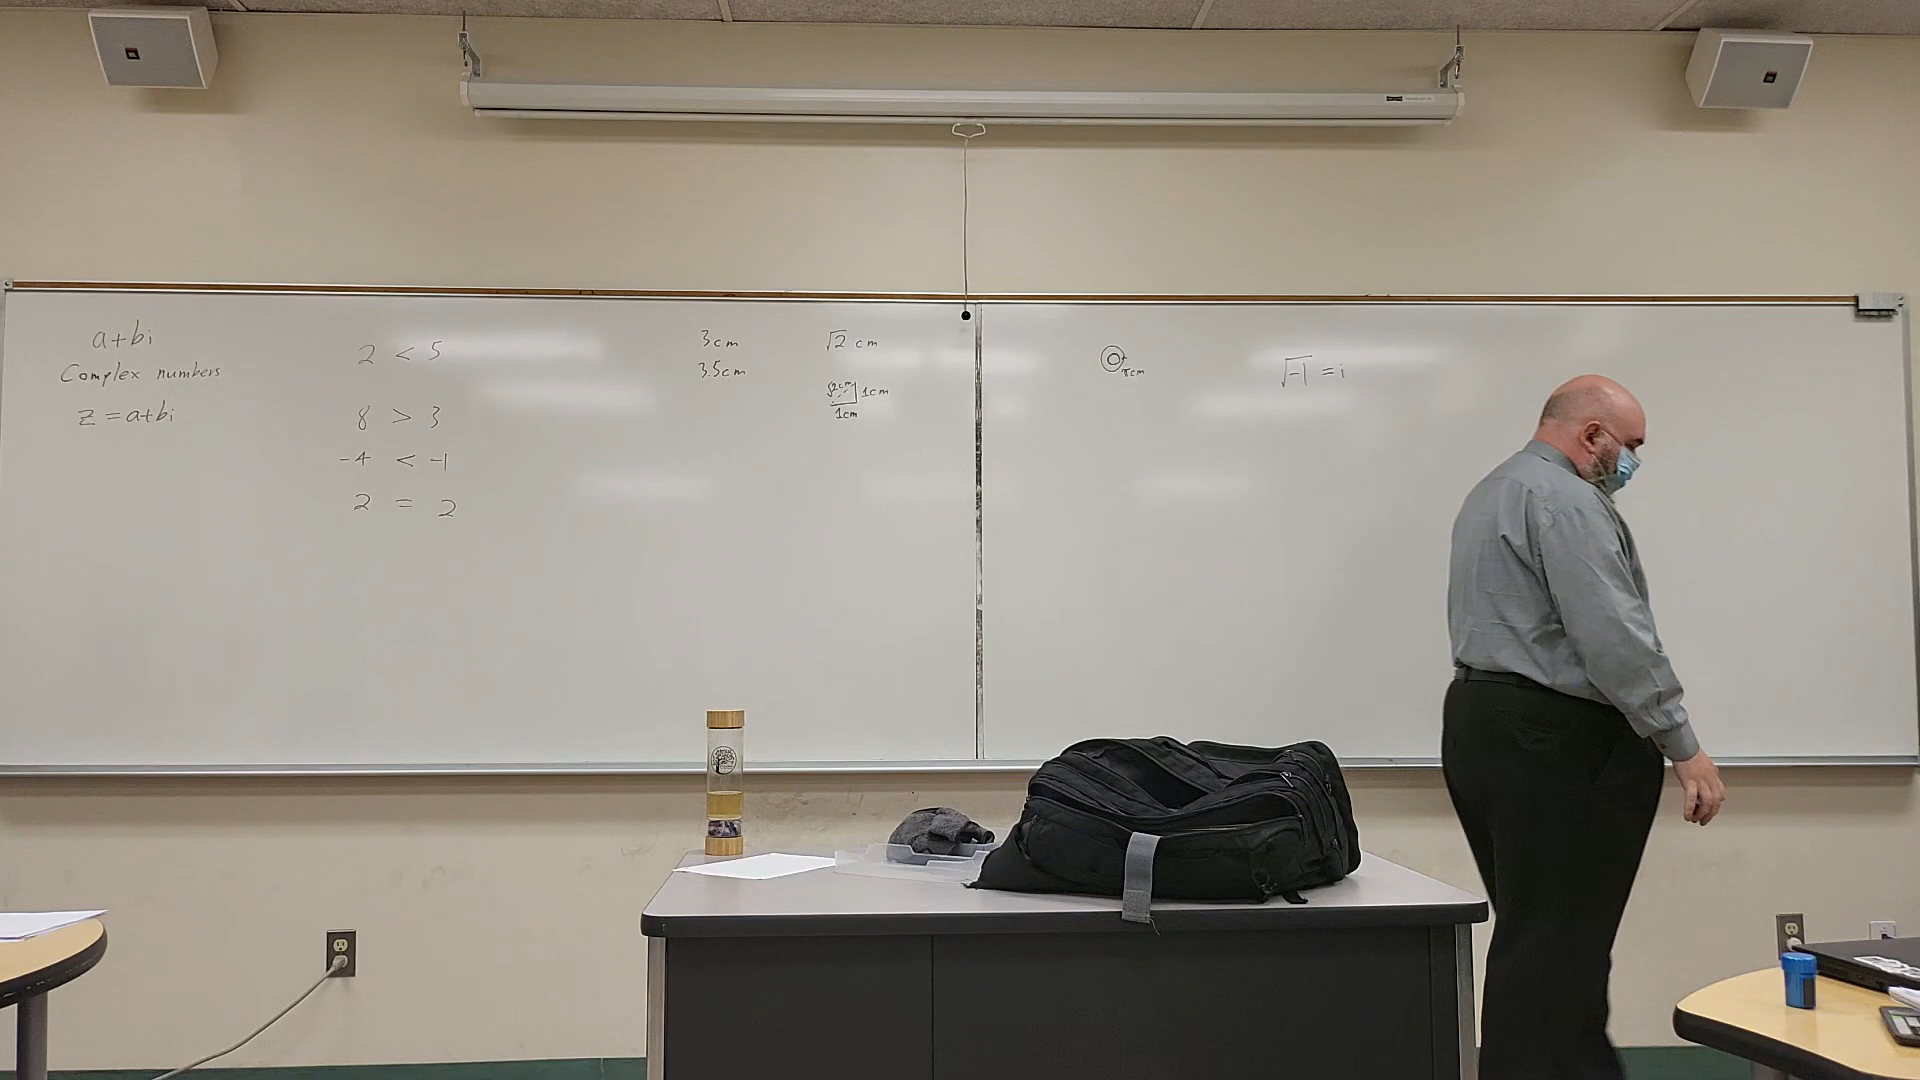 a+bi
Complex numbers
z = a+bi
2 < 5
8 > 3
-4 < -1
2 = 2
3cm
3.5cm
√2 cm
√2cm
1cm
1cm
πcm
√-1 = i